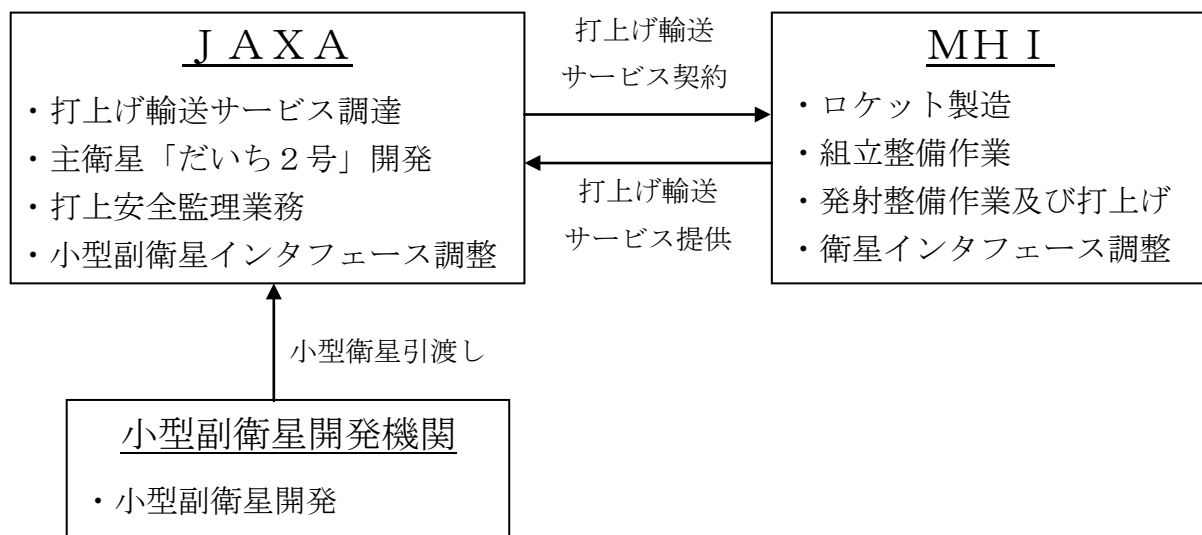 ＪＡＸＡ
・打上げ輸送サービス調達
・主衛星「だいち２号」開発
・打上安全監理業務
・小型副衛星インタフェース調整
打上げ輸送
サービス契約
打上げ輸送
サービス提供
ＭＨＩ
・ロケット製造
・組立整備作業
・発射整備作業及び打上げ
・衛星インタフェース調整
小型衛星引渡し
小型副衛星開発機関
・小型副衛星開発